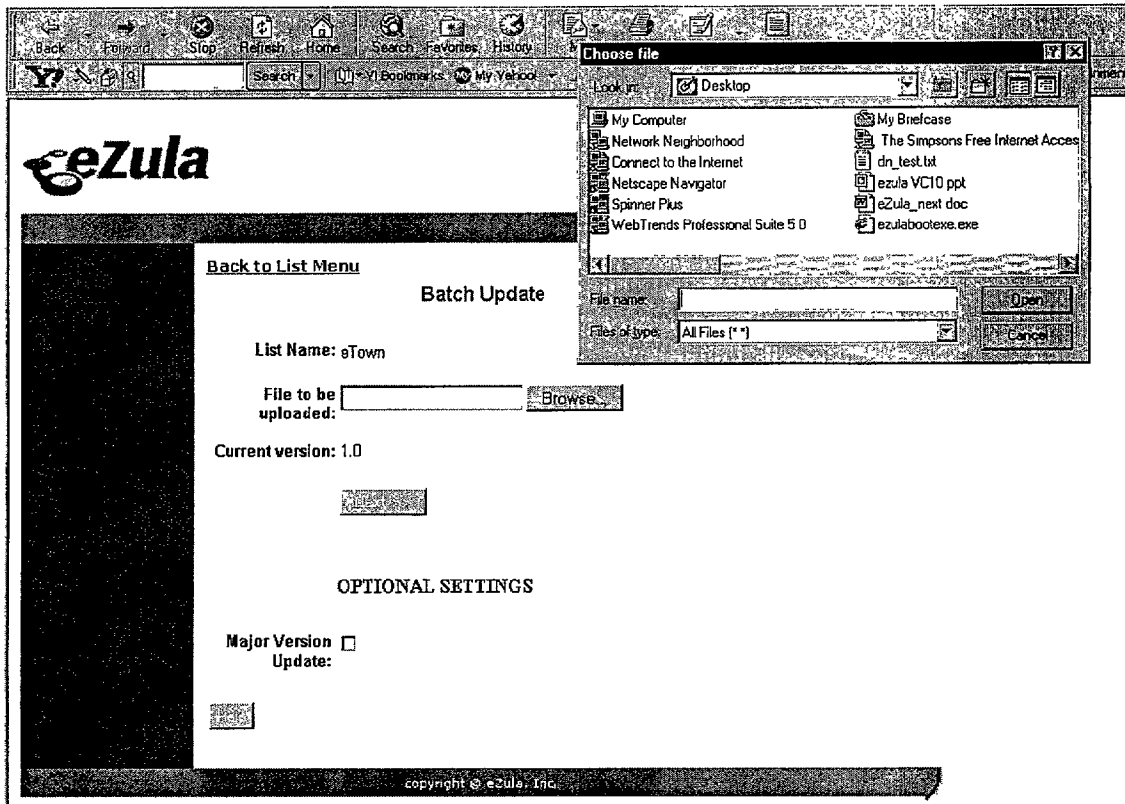 Back Forward Stop Refresh Home Search Favorites History
Y! Search Y! Bookmarks My Yahoo!
Choose file
Look in: Desktop
My Computer
Network Neighborhood
Connect to the Internet
Netscape Navigator
Spinner Plus
WebTrends Professional Suite 5.0
My Briefcase
The Simpsons Free Internet Acces
dn_test.txt
ezula VC10 ppt
eZula_next doc
ezulabootexe.exe
File name: Open
Files of type: All Files (*.*) Cancel
eZula
Back to List Menu
Batch Update
List Name: eTown
File to be
uploaded: Browse...
Current version: 1.0
OPTIONAL SETTINGS
Major Version
Update:
copyright © eZula, Inc.